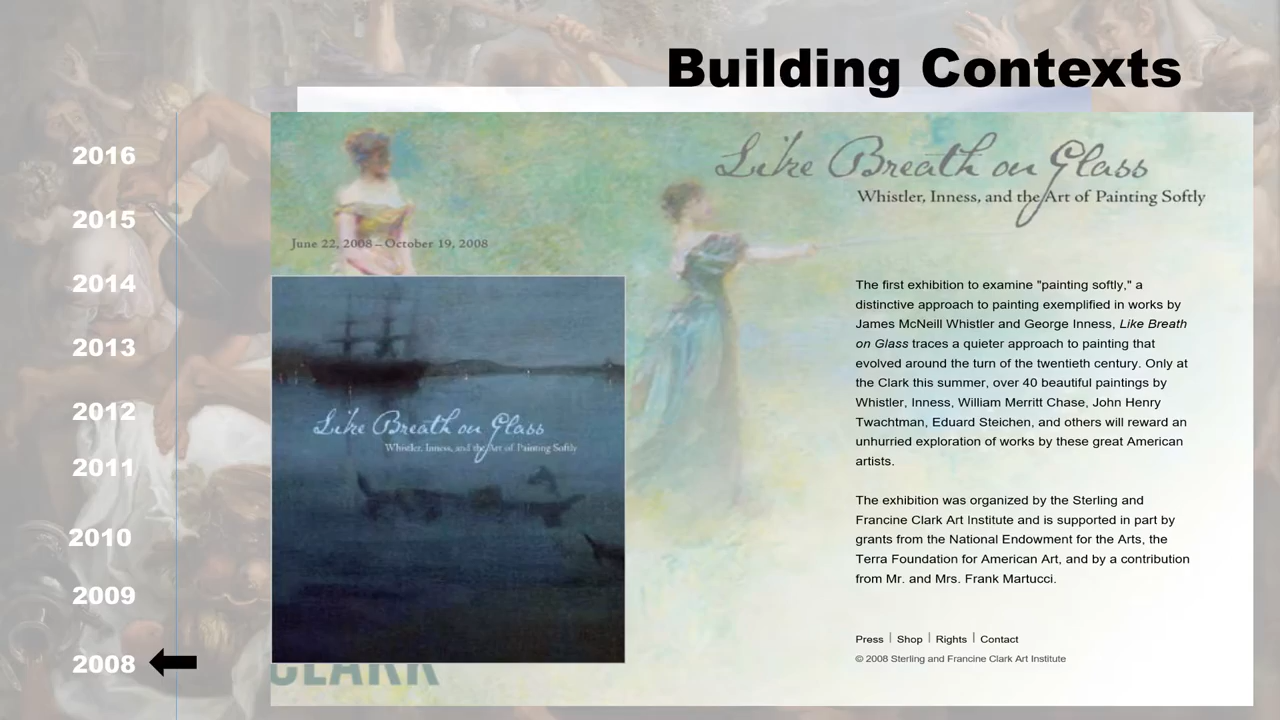 Building Contexts
2016
2015
2014
2013
2012
2011
2010
2009
2008
Like Breath on Glass
Whistler, Inness, and the Art of Painting Softly
June 22, 2008 – October 19, 2008
Like Breath on Glass
Whistler, Inness, and the Art of Painting Softly
The first exhibition to examine "painting softly," a
distinctive approach to painting exemplified in works by
James McNeill Whistler and George Inness, Like Breath
on Glass traces a quieter approach to painting that
evolved around the turn of the twentieth century. Only at
the Clark this summer, over 40 beautiful paintings by
Whistler, Inness, William Merritt Chase, John Henry
Twachtman, Eduard Steichen, and others will reward an
unhurried exploration of works by these great American
artists.
The exhibition was organized by the Sterling and
Francine Clark Art Institute and is supported in part by
grants from the National Endowment for the Arts, the
Terra Foundation for American Art, and by a contribution
from Mr. and Mrs. Frank Martucci.
Press | Shop | Rights | Contact
© 2008 Sterling and Francine Clark Art Institute
CLARK